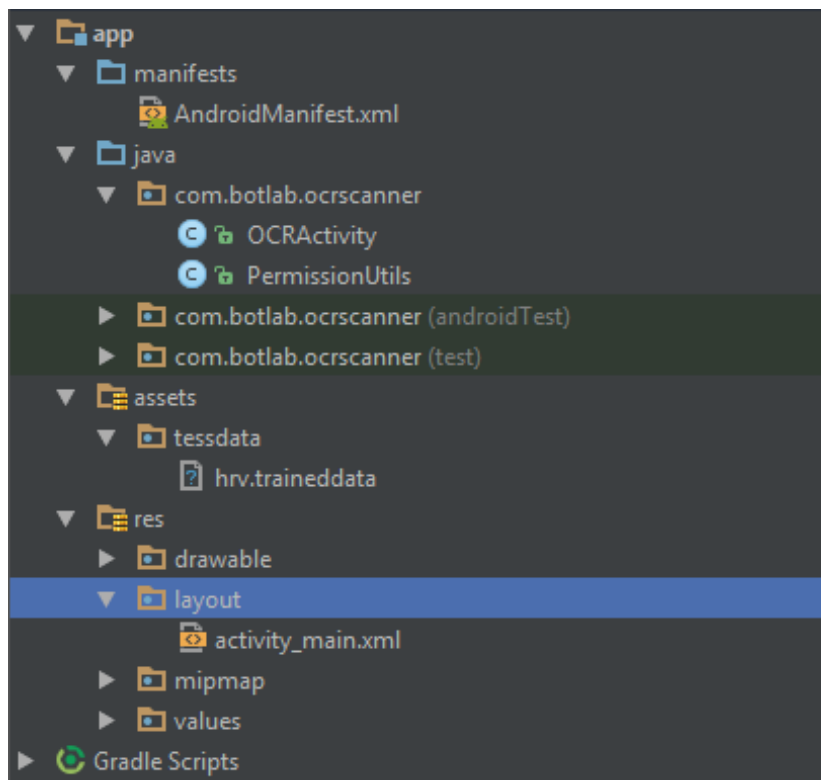 app
manifests
AndroidManifest.xml
java
com.botlab.ocrscanner
OCRActivity
PermissionUtils
com.botlab.ocrscanner (androidTest)
com.botlab.ocrscanner (test)
assets
tessdata
hrv.traineddata
res
drawable
layout
activity_main.xml
mipmap
values
Gradle Scripts